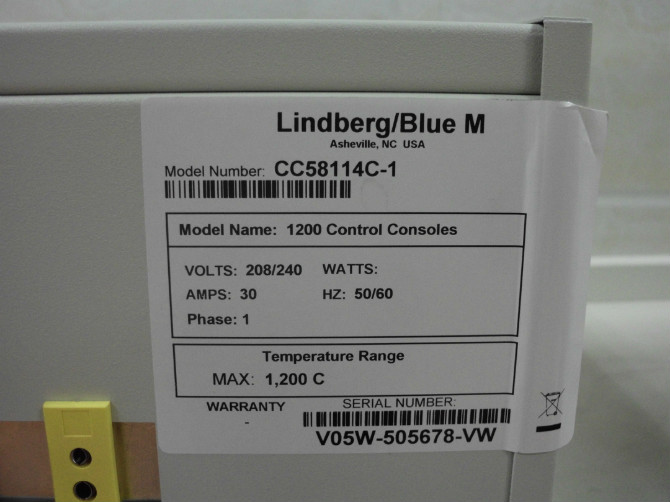 Lindberg/Blue M
Asheville, NC USA
Model Number: CC58114C-1
Model Name: 1200 Control Consoles
VOLTS: 208/240 WATTS:
AMPS: 30 HZ: 50/60
Phase: 1
Temperature Range
MAX: 1,200 C
WARRANTY SERIAL NUMBER:
-
V05W-505678-VW